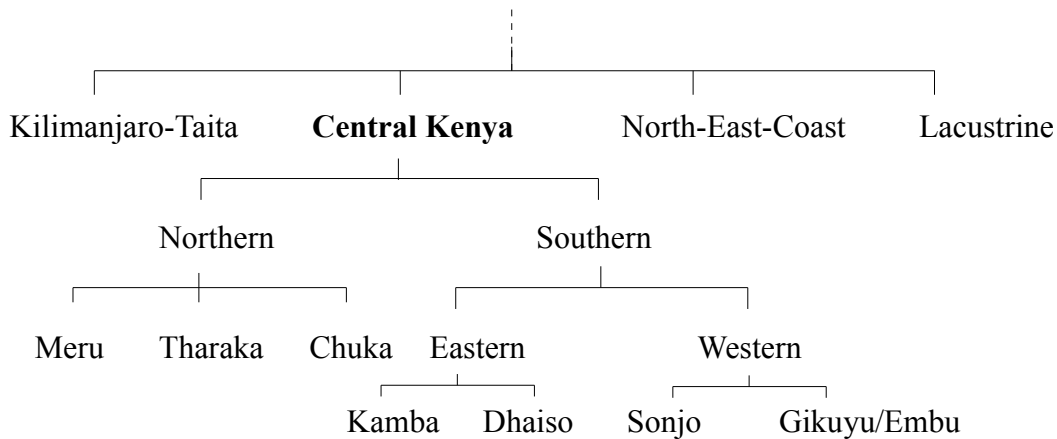 Kilimanjaro-Taita Central Kenya North-East-Coast Lacustrine
Northern Southern
Meru Tharaka Chuka Eastern Western
Kamba Dhaiso Sonjo Gikuyu/Embu